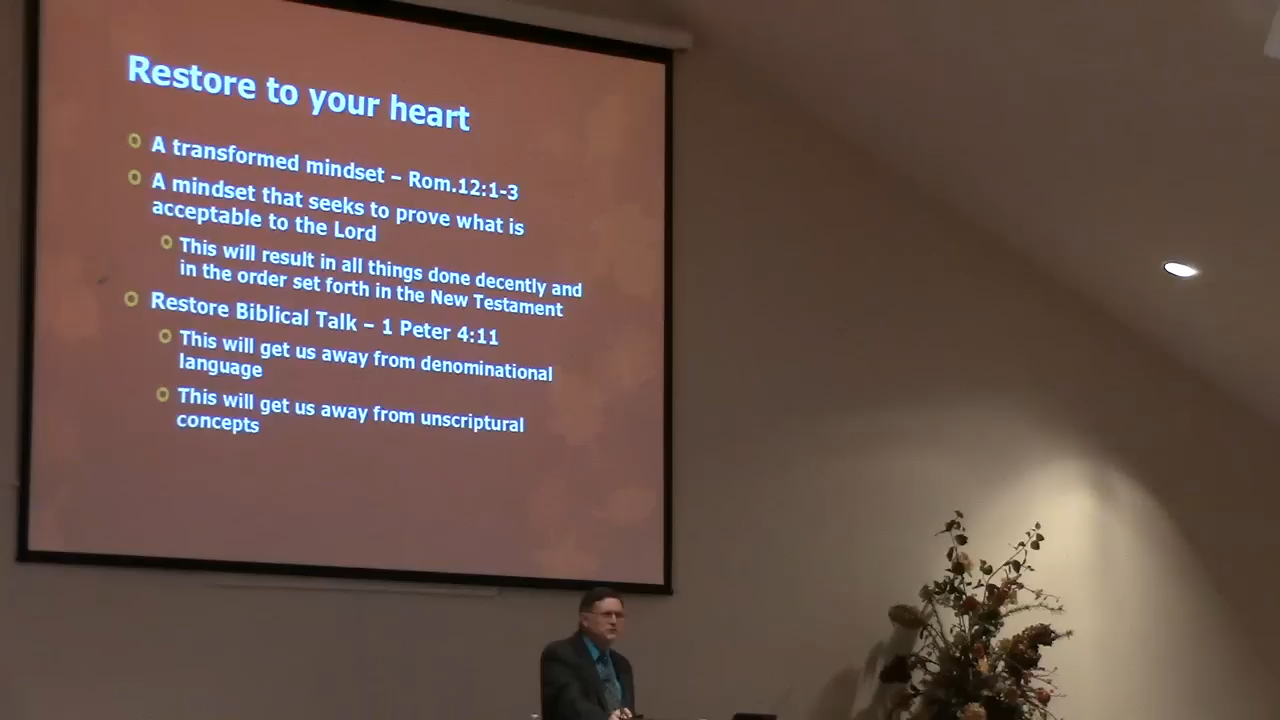 Restore to your heart
A transformed mindset – Rom.12:1-3
A mindset that seeks to prove what is
acceptable to the Lord
This will result in all things done decently and
in the order set forth in the New Testament
Restore Biblical Talk – 1 Peter 4:11
This will get us away from denominational
language
This will get us away from unscriptural
concepts